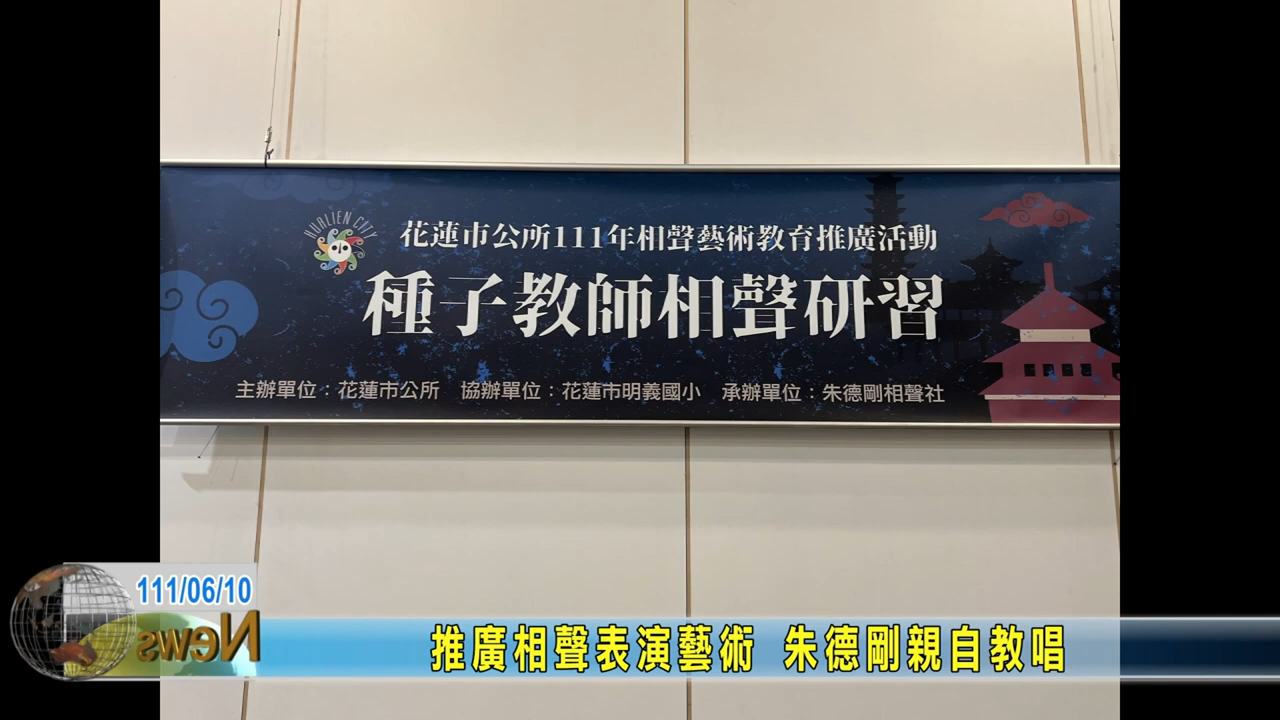 HUALIEN CITY
花蓮市公所111年相聲藝術教育推廣活動
種子教師相聲研習
主辦單位：花蓮市公所 協辦單位：花蓮市明義國小 承辦單位：朱德剛相聲社
111/06/10
News
推廣相聲表演藝術 朱德剛親自教唱